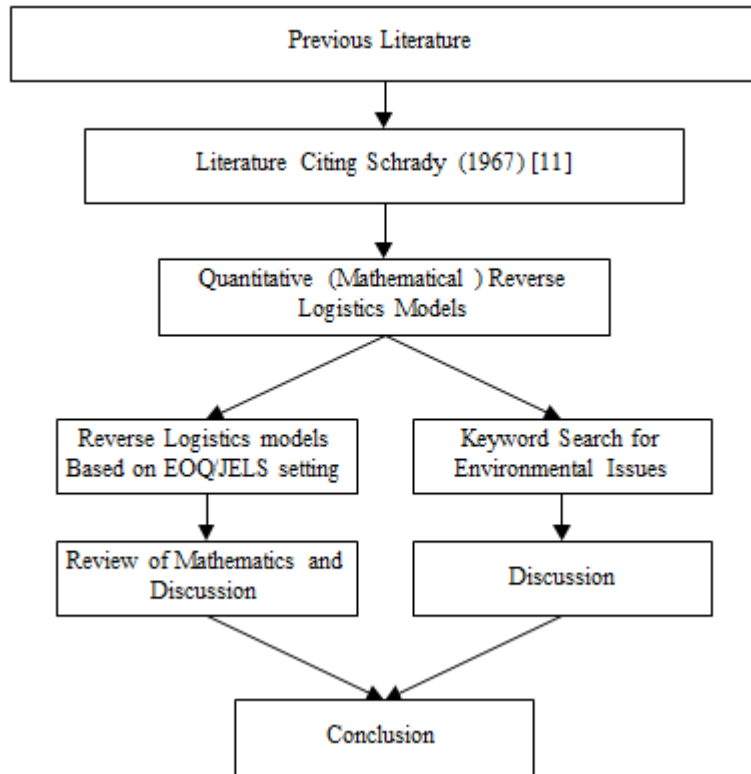 Previous Literature
Literature Citing Schrady (1967) [11]
Quantitative (Mathematical ) Reverse
Logistics Models
Reverse Logistics models
Based on EOQ/JELS setting
Keyword Search for
Environmental Issues
Review of Mathematics and
Discussion
Discussion
Conclusion